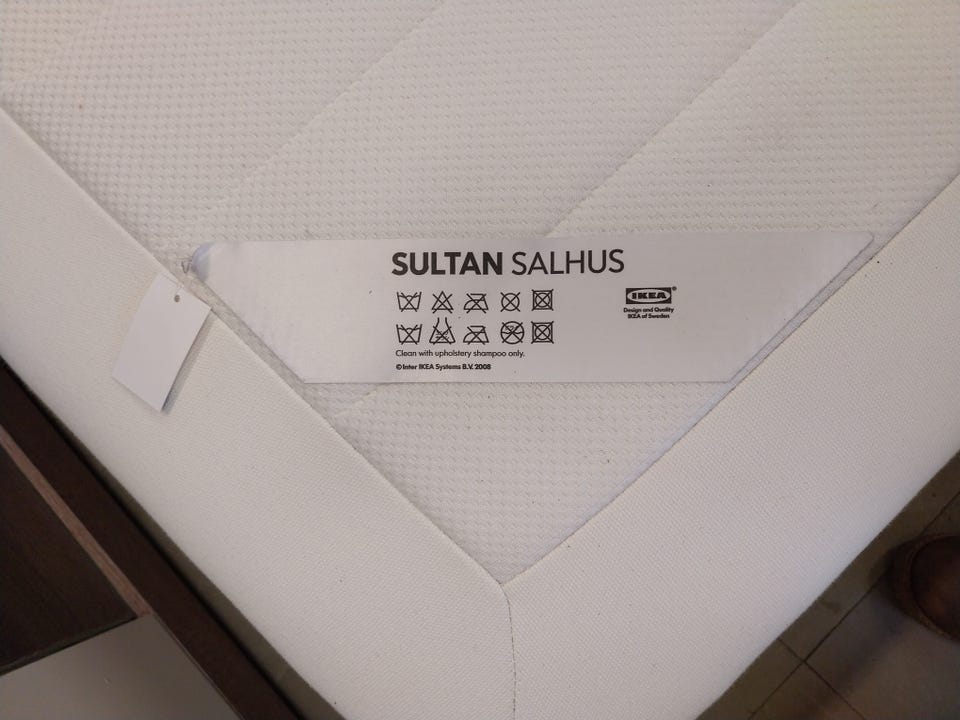 SULTAN SALHUS
IKEA®
Design and Quality
IKEA of Sweden
Clean with upholstery shampoo only.
©Inter IKEA Systems B.V. 2008